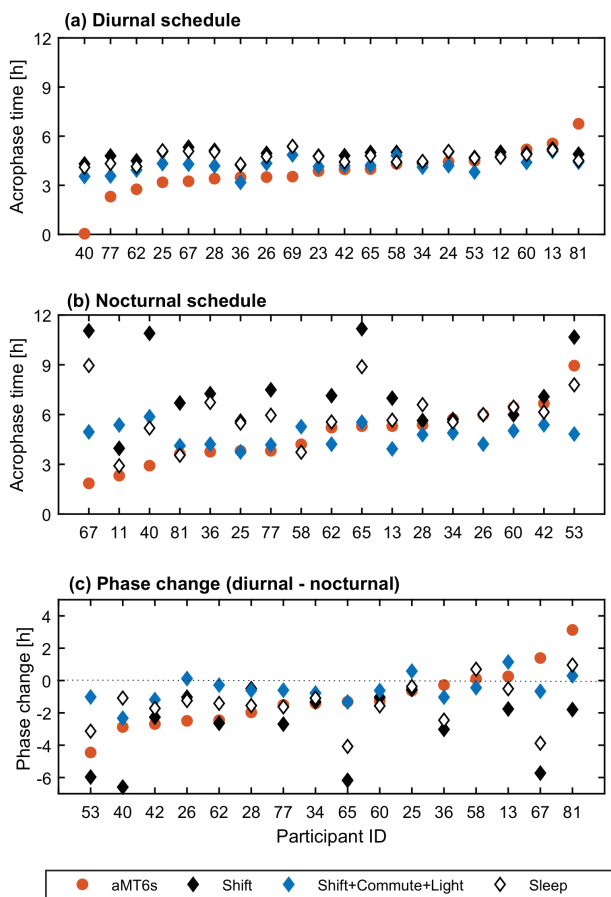 (a) Diurnal schedule
12
9
6
3
0
Acrophase time [h]
40 77 62 25 67 28 36 26 69 23 42 65 58 34 24 53 12 60 13 81
(b) Nocturnal schedule
12
9
6
3
0
Acrophase time [h]
67 11 40 81 36 25 77 58 62 65 13 28 34 26 60 42 53
(c) Phase change (diurnal - nocturnal)
4
2
0
-2
-4
-6
Phase change [h]
53 40 42 26 62 28 77 34 65 60 25 36 58 13 67 81
Participant ID
aMT6s Shift Shift+Commute+Light Sleep